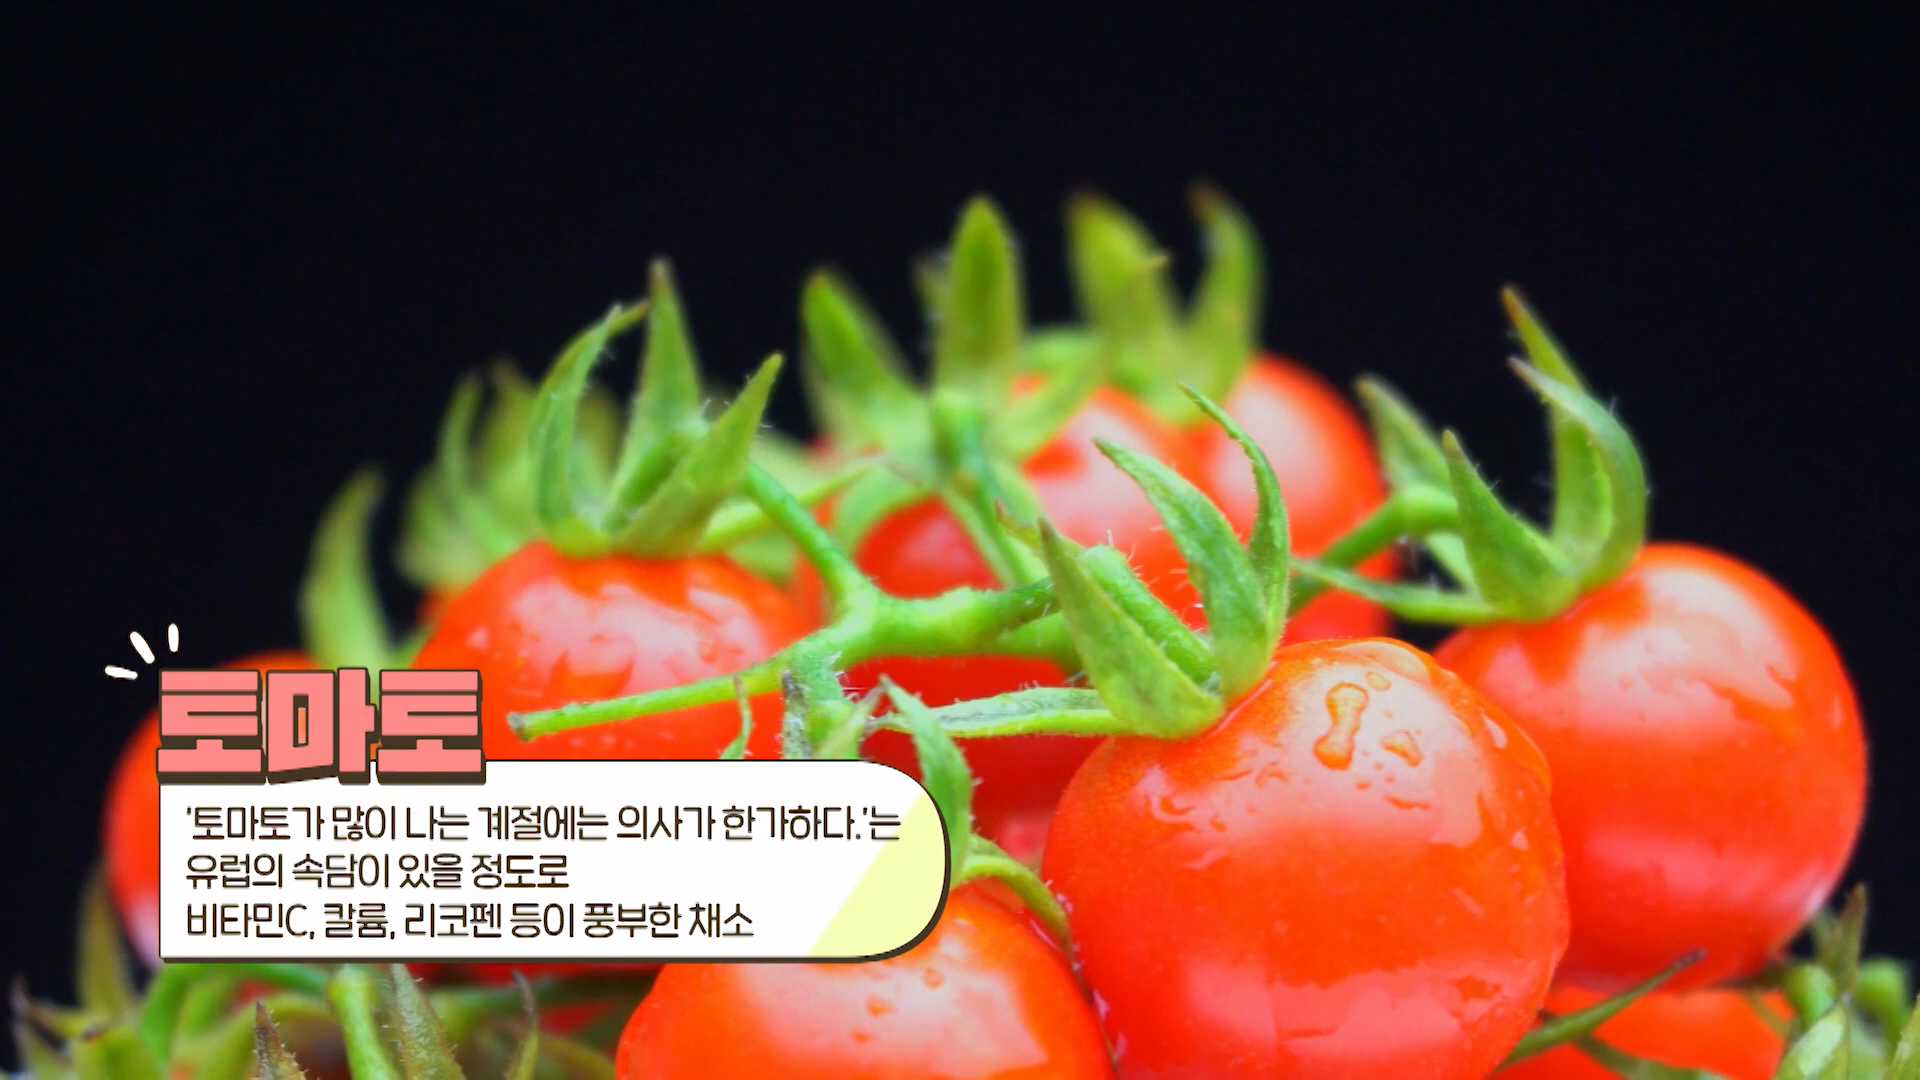 토마토
'토마토가 많이 나는 계절에는 의사가 한가하다.'는
유럽의 속담이 있을 정도로
비타민C, 칼륨, 리코펜 등이 풍부한 채소